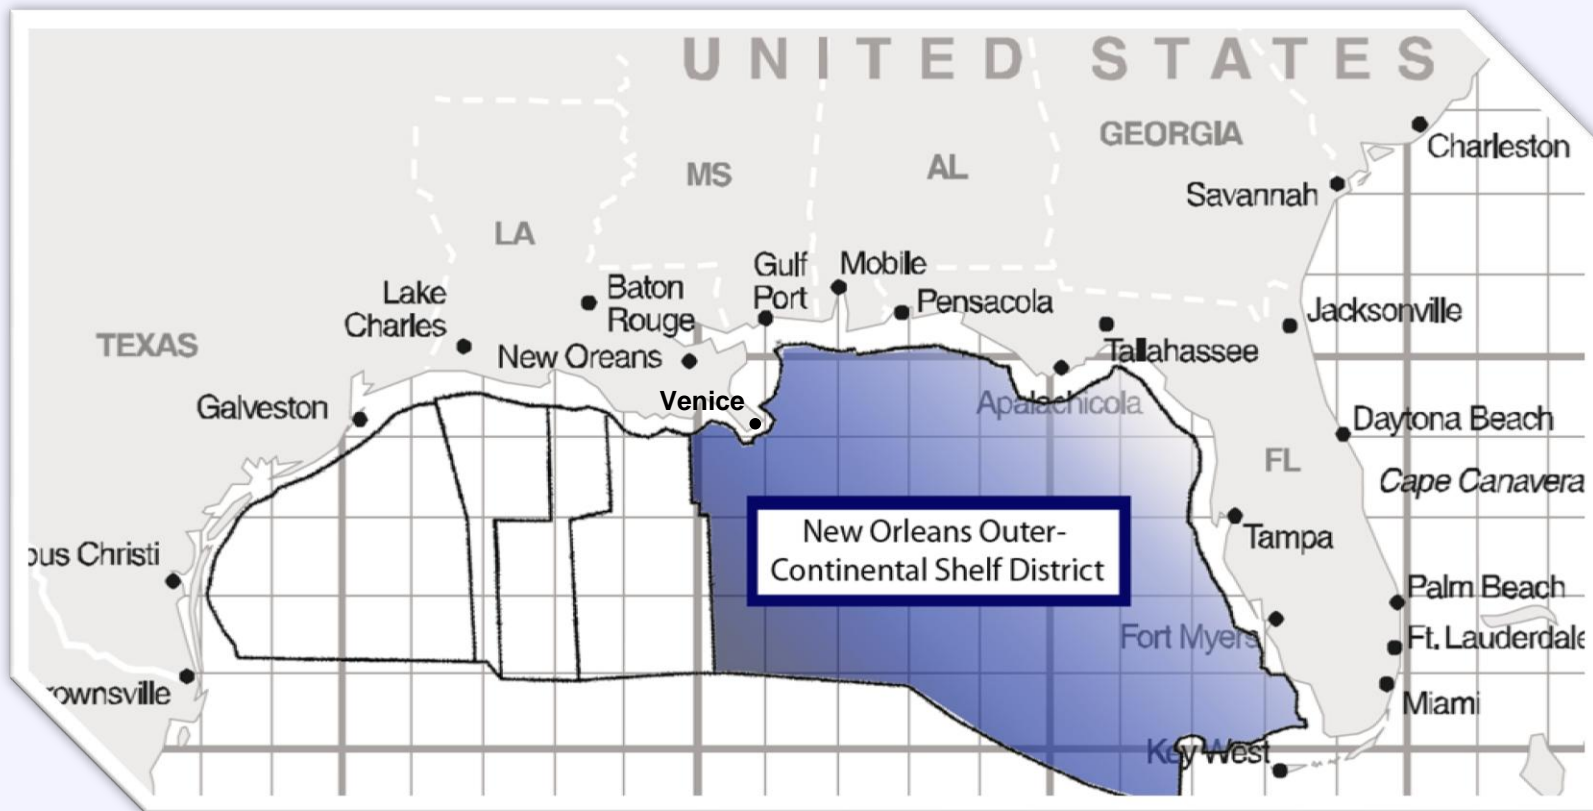 UNITED STATES
GEORGIA
Charleston
MS
AL
Savannah
LA
Gulf
Port
Mobile
Lake
Charles
Baton
Rouge
Pensacola
Jacksonville
TEXAS
New Oreans
Tallahassee
Galveston
Venice
Apalachicola
Daytona Beach
FL
Cape Canavera
New Orleans Outer-
Continental Shelf District
Tampa
pus Christi
Palm Beach
Fort Myers
Ft. Lauderdale
rownsville
Miami
Key West